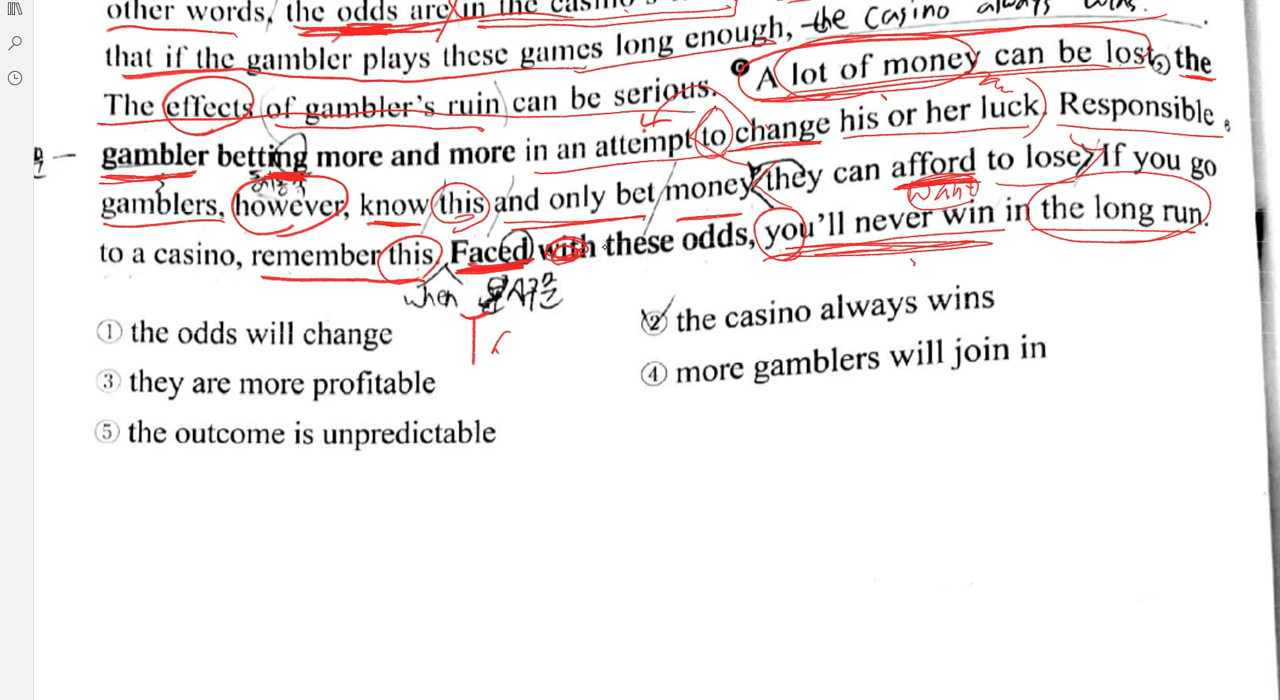 other words, the odds are in the casino's
that if the gambler plays these games long enough, the casino always wins.
The effects of gambler's ruin can be serious. A lot of money can be lost, the
gambler betting more and more in an attempt to change his or her luck. Responsible
gamblers, however, know this and only bet money they can afford to lose. If you go
want
to a casino, remember this. Faced with these odds, you'll never win in the long run.
when
① the odds will change
② the casino always wins
③ they are more profitable
④ more gamblers will join in
⑤ the outcome is unpredictable